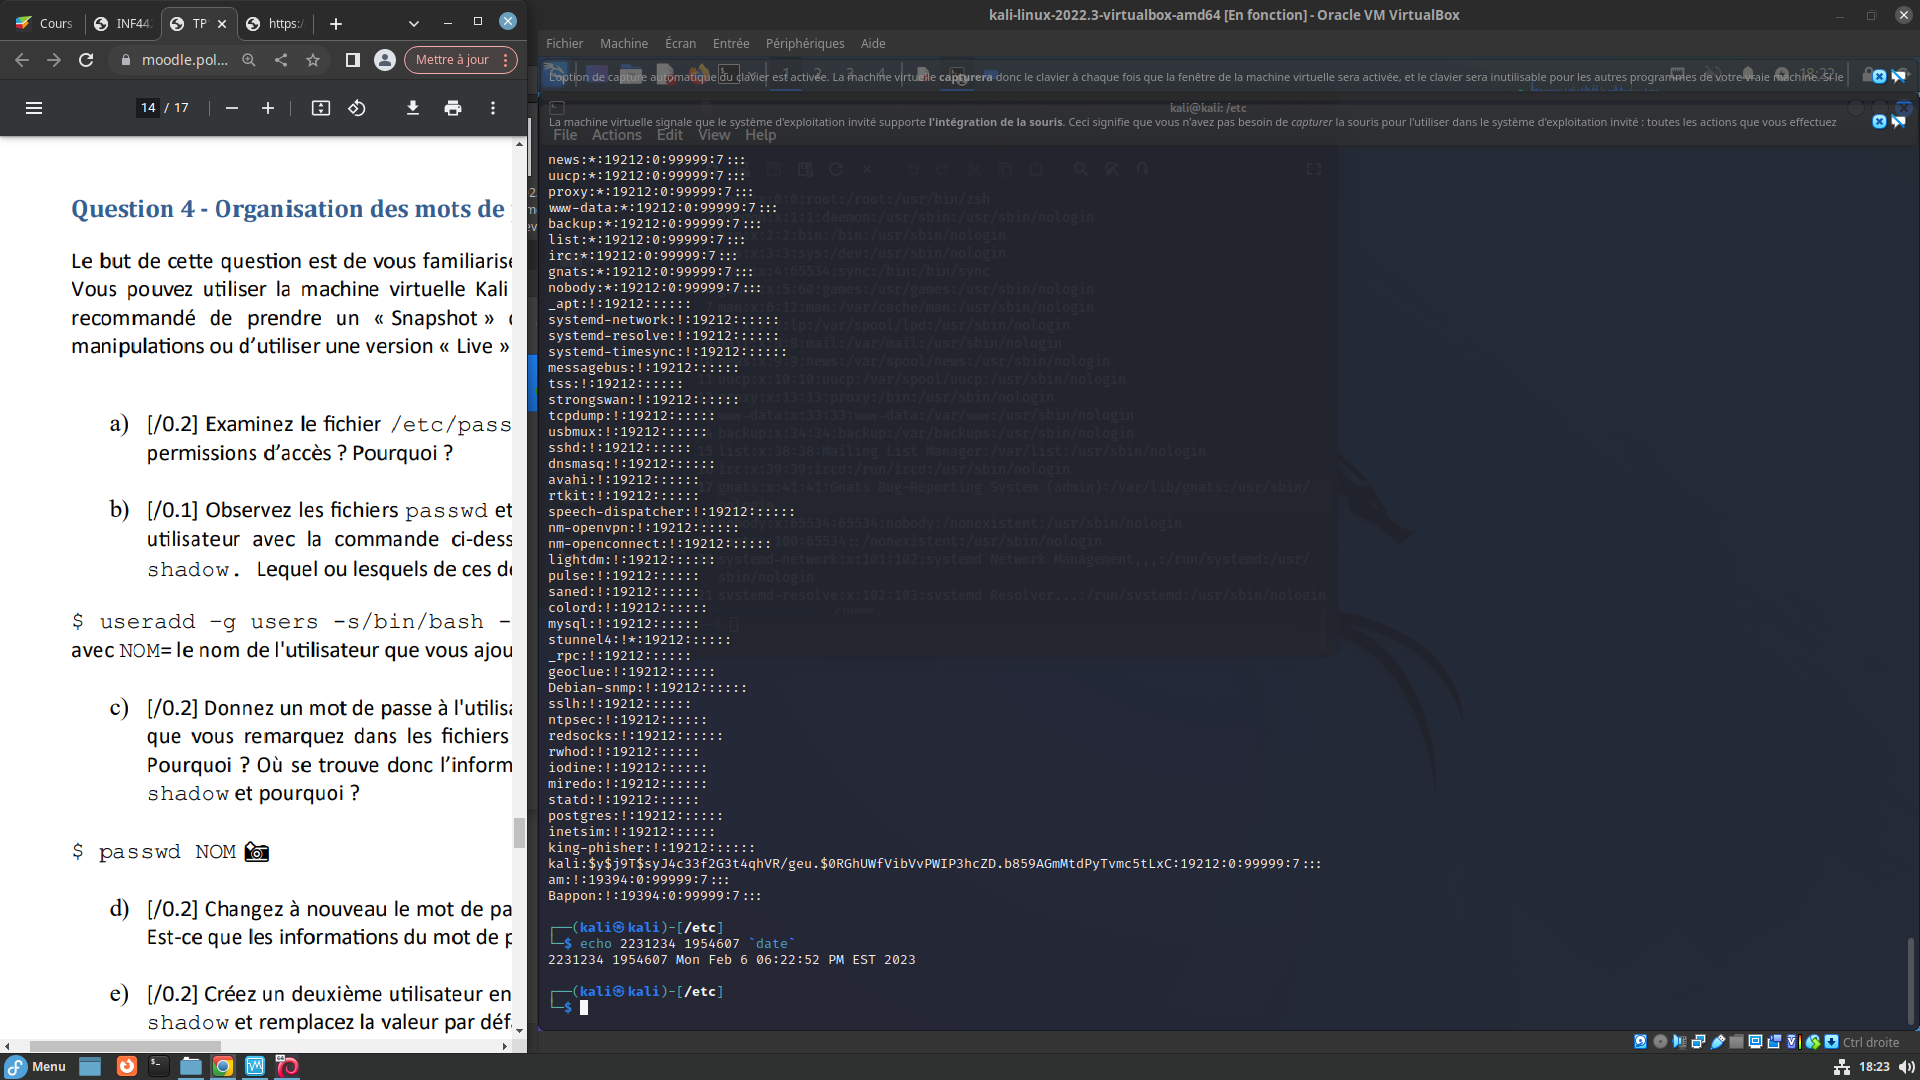 Cours
INF44
TP
https:/
moodle.pol...
Mettre à jour
14 / 17
Question 4 - Organisation des mots de
Le but de cette question est de vous familiarise
Vous pouvez utiliser la machine virtuelle Kali
recommandé de prendre un « Snapshot »
manipulations ou d'utiliser une version « Live »
a) [/0.2] Examinez le fichier /etc/pass
permissions d'accès ? Pourquoi ?
b) [/0.1] Observez les fichiers passwd et
utilisateur avec la commande ci-dess
shadow. Lequel ou lesquels de ces de
$ useradd -g users -s/bin/bash -
avec NOM= le nom de l'utilisateur que vous ajou
c) [/0.2] Donnez un mot de passe à l'utilisa
que vous remarquez dans les fichiers
Pourquoi ? Où se trouve donc l'inform
shadow et pourquoi ?
$ passwd NOM
d) [/0.2] Changez à nouveau le mot de pa
Est-ce que les informations du mot de p
e) [/0.2] Créez un deuxième utilisateur en
shadow et remplacez la valeur par déf
kali-linux-2022.3-virtualbox-amd64 [En fonction] - Oracle VM VirtualBox
Fichier Machine Écran Entrée Périphériques Aide
L'option de capture automatique du clavier est activée. La machine virtuelle capturera donc le clavier à chaque fois que la fenêtre de la machine virtuelle sera activée, et le clavier sera inutilisable pour les autres programmes de votre vraie machine. Si le
kali@kali: /etc
La machine virtuelle signale que le système d'exploitation invité supporte l'intégration de la souris. Ceci signifie que vous n'avez pas besoin de capturer la souris pour l'utiliser dans le système d'exploitation invité : toutes les actions que vous effectuez
File Actions Edit View Help
news:*:19212:0:99999:7:::
uucp:*:19212:0:99999:7:::
proxy:*:19212:0:99999:7:::
www-data:*:19212:0:99999:7:::
backup:*:19212:0:99999:7:::
list:*:19212:0:99999:7:::
irc:*:19212:0:99999:7:::
gnats:*:19212:0:99999:7:::
nobody:*:19212:0:99999:7:::
_apt:!:19212::::::
systemd-network:!:19212::::::
systemd-resolve:!:19212::::::
systemd-timesync:!:19212::::::
messagebus:!:19212::::::
tss:!:19212::::::
strongswan:!:19212::::::
tcpdump:!:19212::::::
usbmux:!:19212::::::
sshd:!:19212::::::
dnsmasq:!:19212::::::
avahi:!:19212::::::
rtkit:!:19212::::::
speech-dispatcher:!:19212::::::
nm-openvpn:!:19212::::::
nm-openconnect:!:19212::::::
lightdm:!:19212::::::
pulse:!:19212::::::
saned:!:19212::::::
colord:!:19212::::::
mysql:!:19212::::::
stunnel4:!*:19212::::::
_rpc:!:19212::::::
geoclue:!:19212::::::
Debian-snmp:!:19212::::::
sslh:!:19212::::::
ntpsec:!:19212::::::
redsocks:!:19212::::::
rwhod:!:19212::::::
iodine:!:19212::::::
miredo:!:19212::::::
statd:!:19212::::::
postgres:!:19212::::::
inetsim:!:19212::::::
king-phisher:!:19212::::::
kali:$y$j9T$syJ4c33f2G3t4qhVR/geu.$0RGhUWfVibVvPWIP3hcZD.b859AGmMtdPyTvmc5tLxC:19212:0:99999:7:::
am:!:19394:0:99999:7:::
Bappon:!:19394:0:99999:7:::
(kali㉿kali)-[/etc]
$ echo 2231234 1954607 `date`
2231234 1954607 Mon Feb 6 06:22:52 PM EST 2023
(kali㉿kali)-[/etc]
$
Ctrl droite
Menu
18:23